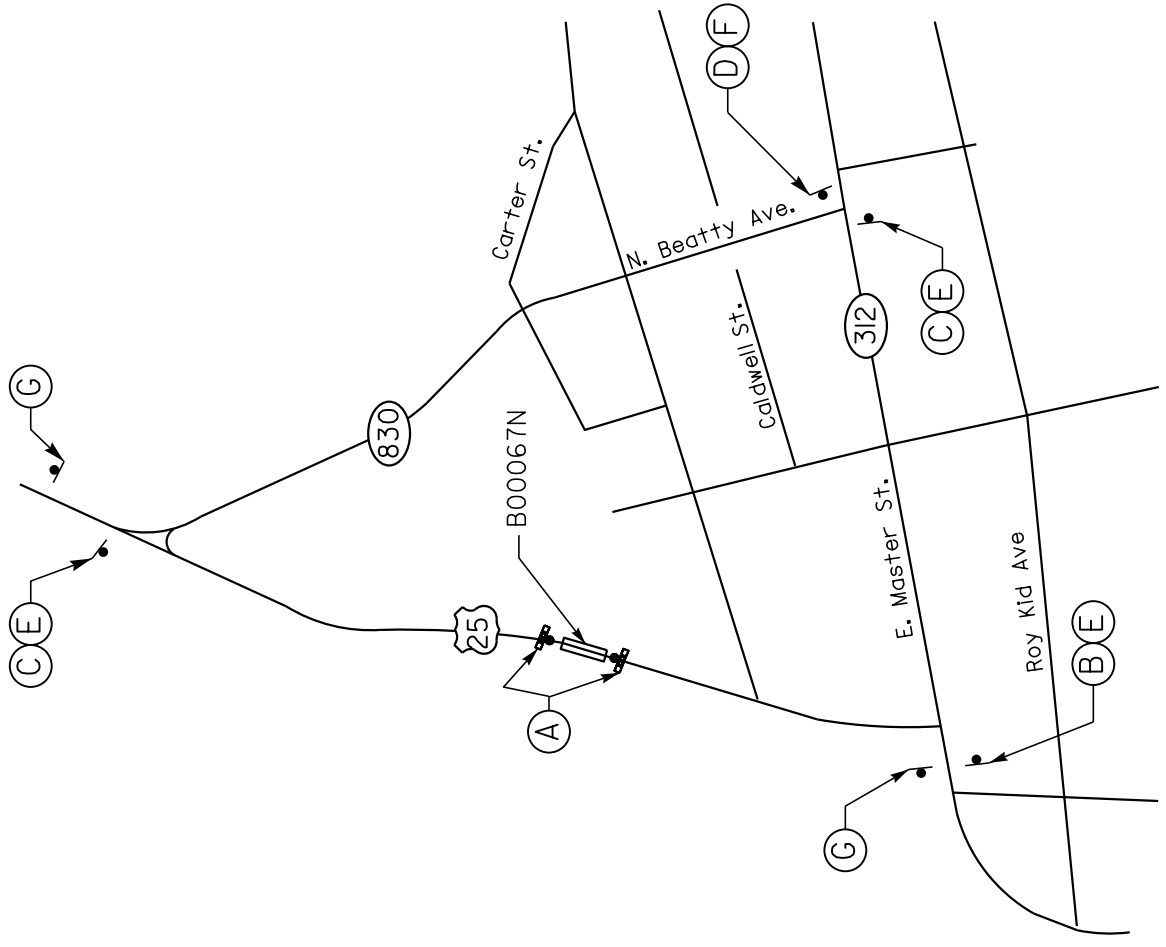 G
C E
830
25
B00067N
A
Carter St.
D F
N. Beatty Ave.
Caldwell St.
312
C E
E. Master St.
Roy Kid Ave
B E
G